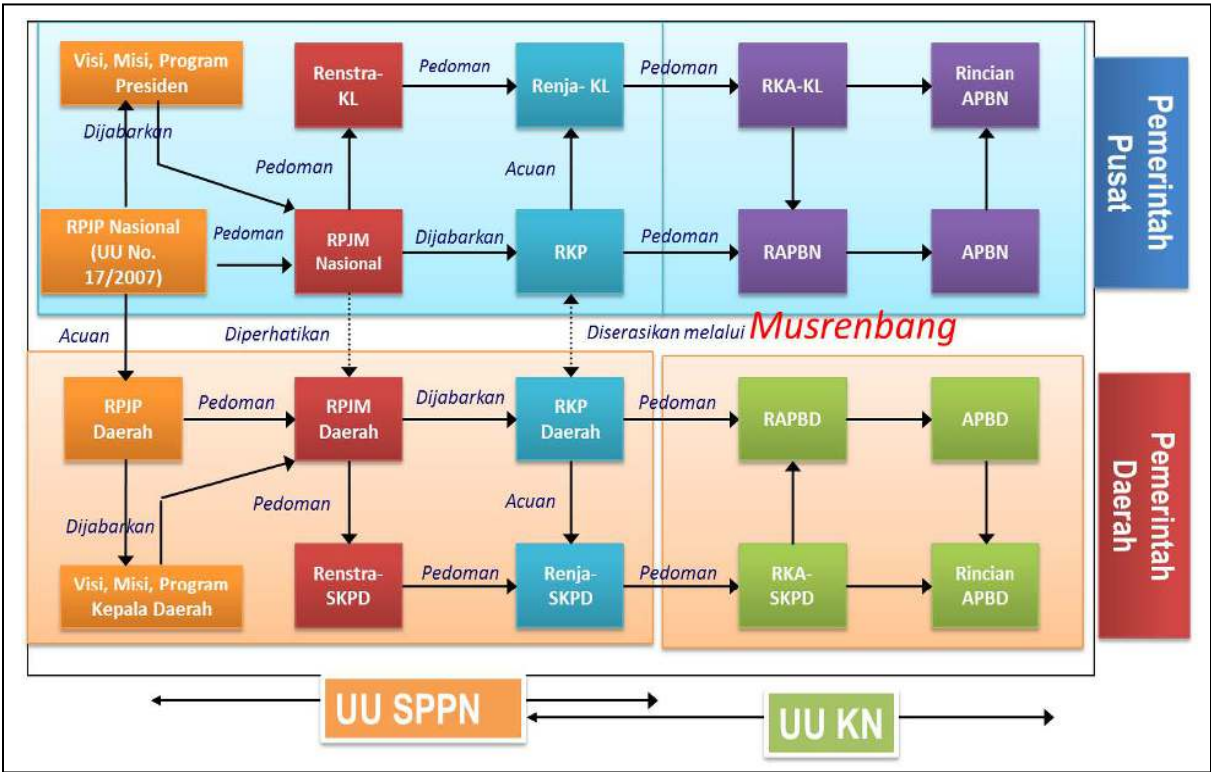 Visi, Misi, Program
Presiden
Renstra-
KL
Pedoman
Renja- KL
Pedoman
RKA-KL
Rincian
APBN
Dijabarkan
Pedoman
Acuan
RPJP Nasional
(UU No.
17/2007)
Pedoman
RPJM
Nasional
Dijabarkan
RKP
Pedoman
RAPBN
APBN
Pemerintah
Pusat
Acuan
Diperhatikan
Diserasikan melalui Musrenbang
RPJP
Daerah
Pedoman
RPJM
Daerah
Dijabarkan
RKP
Daerah
Pedoman
RAPBD
APBD
Dijabarkan
Pedoman
Acuan
Visi, Misi, Program
Kepala Daerah
Renstra-
SKPD
Pedoman
Renja-
SKPD
Pedoman
RKA-
SKPD
Rincian
APBD
Pemerintah
Daerah
UU SPPN
UU KN